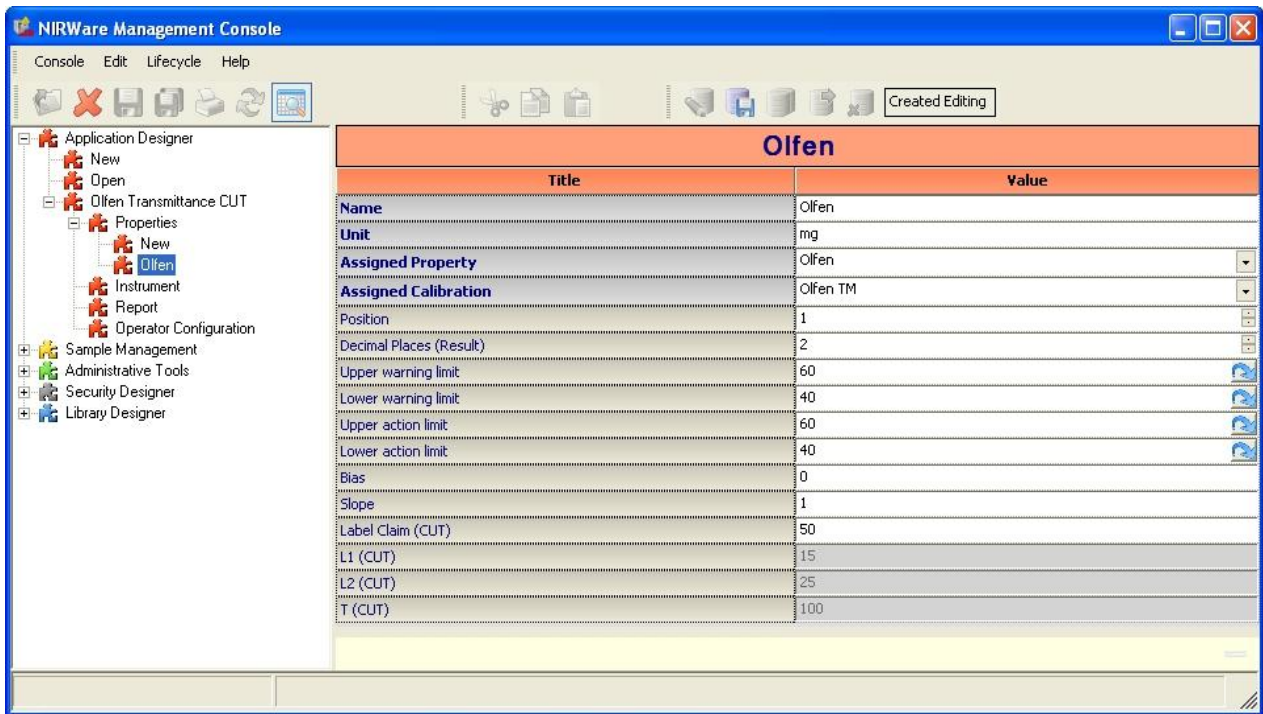 NIRWare Management Console
Console Edit Lifecycle Help
Created Editing
Application Designer
New
Open
Olfen Transmittance CUT
Properties
New
Olfen
Instrument
Report
Operator Configuration
Sample Management
Administrative Tools
Security Designer
Library Designer
Olfen
Title Value
Name Olfen
Unit mg
Assigned Property Olfen
Assigned Calibration Olfen TM
Position 1
Decimal Places (Result) 2
Upper warning limit 60
Lower warning limit 40
Upper action limit 60
Lower action limit 40
Bias 0
Slope 1
Label Claim (CUT) 50
L1 (CUT) 15
L2 (CUT) 25
T (CUT) 100